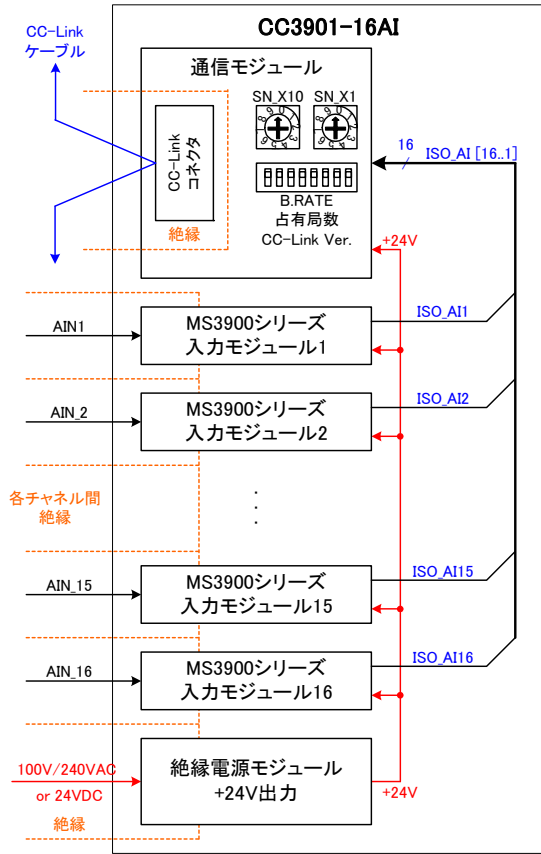 CC-Link
ケーブル
CC3901-16AI
通信モジュール
SN_X10
SN_X1
CC-Link
コネクタ
絶縁
B.RATE
占有局数
CC-Link Ver.
16
ISO_AI [16..1]
+24V
AIN1
MS3900シリーズ
入力モジュール1
ISO_AI1
AIN_2
MS3900シリーズ
入力モジュール2
ISO_AI2
各チャネル間
絶縁
AIN_15
MS3900シリーズ
入力モジュール15
ISO_AI15
AIN_16
MS3900シリーズ
入力モジュール16
ISO_AI16
100V/240VAC
or 24VDC
絶縁
絶縁電源モジュール
+24V出力
+24V